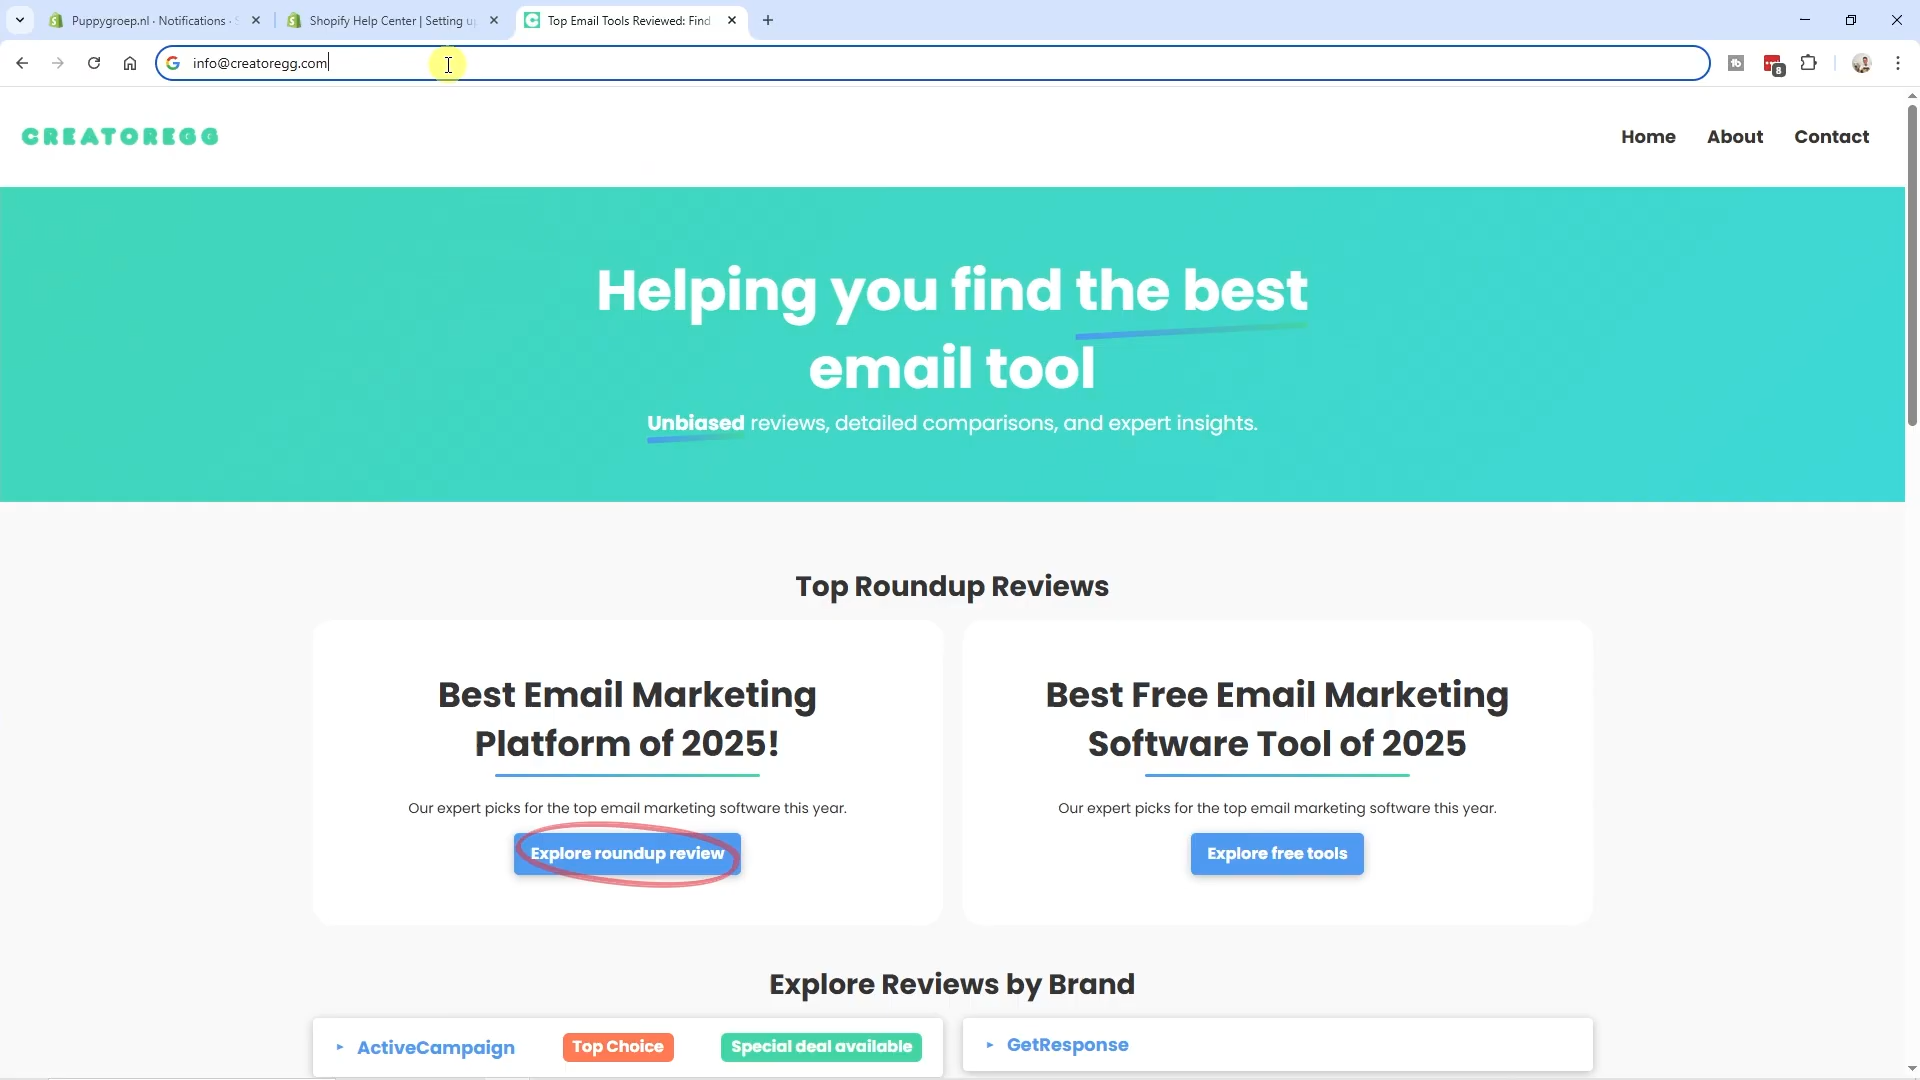 Puppygroep.nl · Notifications ·
Shopify Help Center | Setting u
Top Email Tools Reviewed: Find
info@creatoregg.com
8
CREATOREGG
Home
About
Contact
Helping you find the best
email tool
Unbiased reviews, detailed comparisons, and expert insights.
Top Roundup Reviews
Best Email Marketing
Platform of 2025!
Our expert picks for the top email marketing software this year.
Explore roundup review
Best Free Email Marketing
Software Tool of 2025
Our expert picks for the top email marketing software this year.
Explore free tools
Explore Reviews by Brand
ActiveCampaign
Top Choice
Special deal available
GetResponse